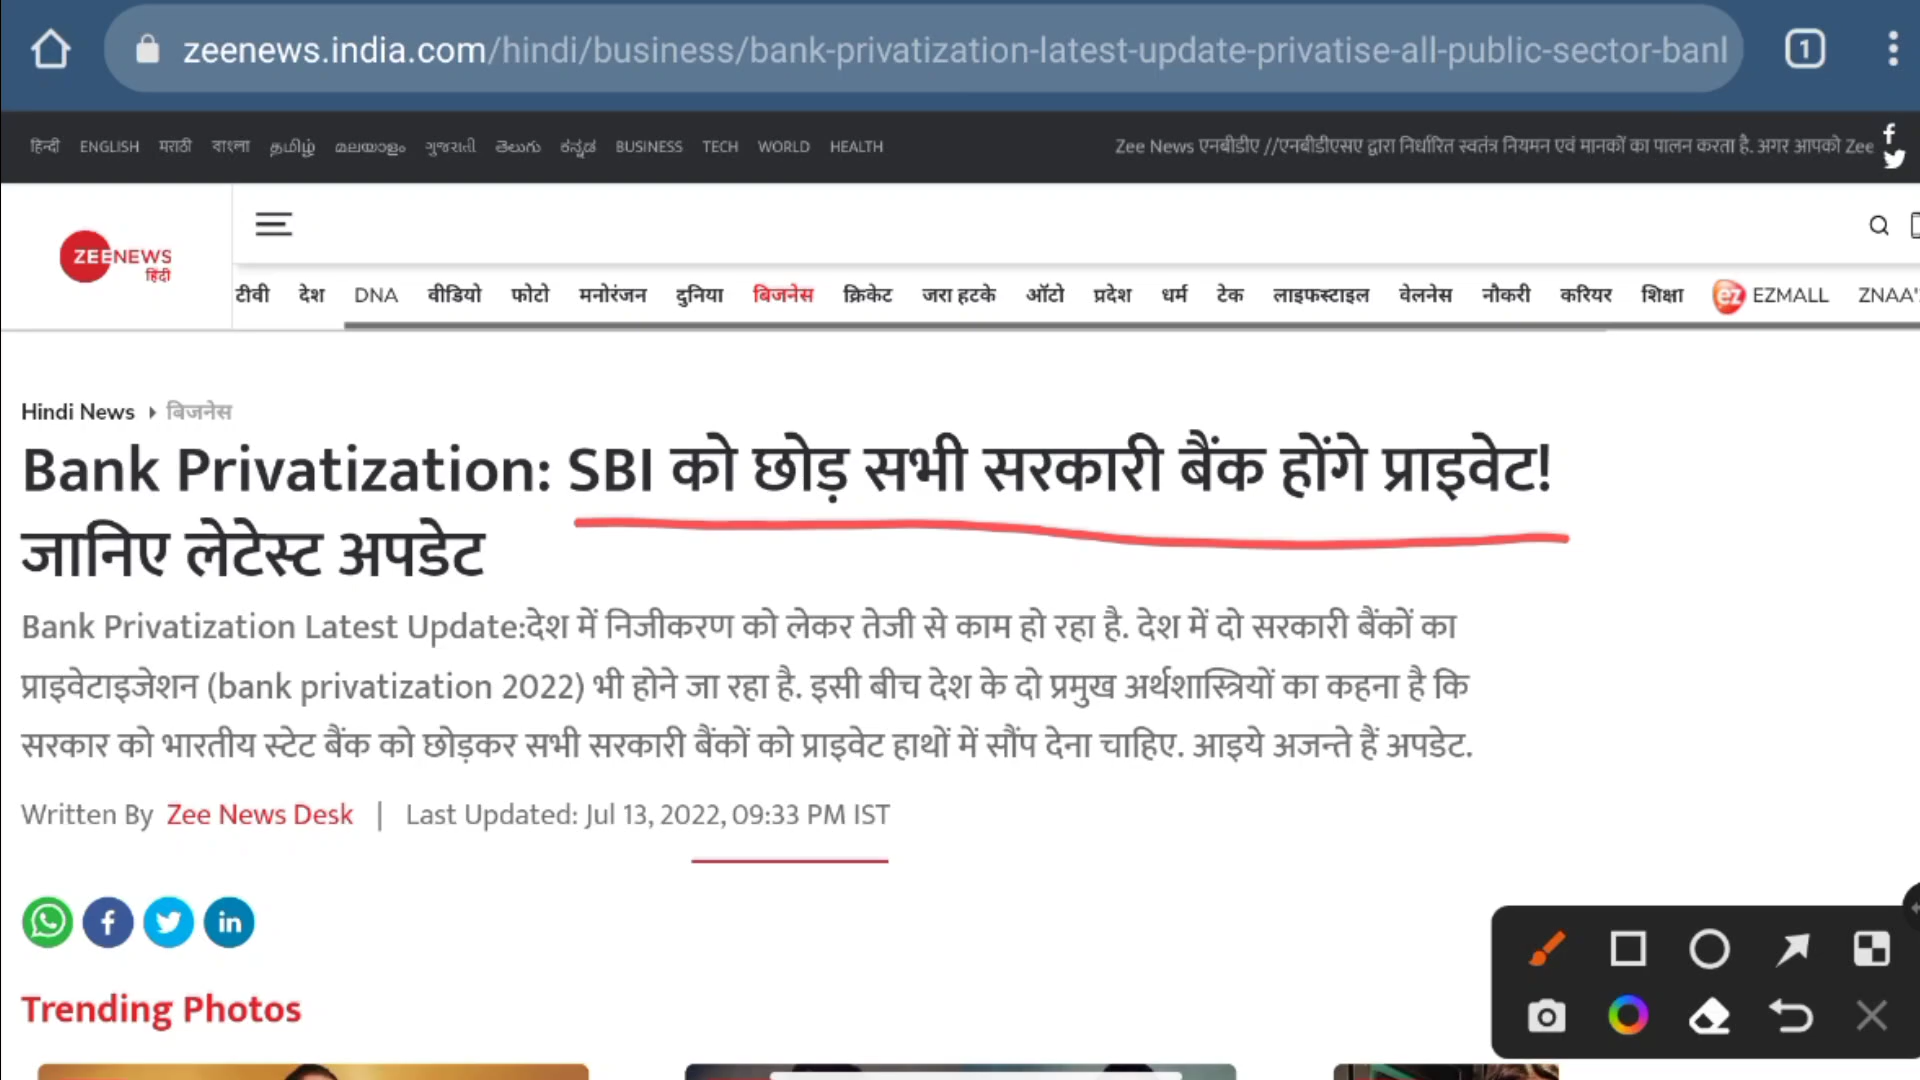 zeenews.india.com/hindi/business/bank-privatization-latest-update-privatise-all-public-sector-banl
1
हिन्दी ENGLISH मराठी বাংলা தமிழ் മലയാളം ગુજરાતી తెలుగు ಕನ್ನಡ BUSINESS TECH WORLD HEALTH
Zee News एनबीडीए //एनबीडीएसए द्वारा निर्धारित स्वतंत्र नियमन एवं मानकों का पालन करता है. अगर आपको Zee
ZEENEWS
हिंदी
टीवी देश DNA वीडियो फोटो मनोरंजन दुनिया बिजनेस क्रिकेट जरा हटके ऑटो प्रदेश धर्म टेक लाइफस्टाइल वेलनेस नौकरी करियर शिक्षा ez EZMALL ZNAA'
Hindi News बिजनेस
Bank Privatization: SBI को छोड़ सभी सरकारी बैंक होंगे प्राइवेट!
जानिए लेटेस्ट अपडेट
Bank Privatization Latest Update:देश में निजीकरण को लेकर तेजी से काम हो रहा है. देश में दो सरकारी बैंकों का
प्राइवेटाइजेशन (bank privatization 2022) भी होने जा रहा है. इसी बीच देश के दो प्रमुख अर्थशास्त्रियों का कहना है कि
सरकार को भारतीय स्टेट बैंक को छोड़कर सभी सरकारी बैंकों को प्राइवेट हाथों में सौंप देना चाहिए. आइये अजन्ते हैं अपडेट.
Written By Zee News Desk | Last Updated: Jul 13, 2022, 09:33 PM IST
Trending Photos